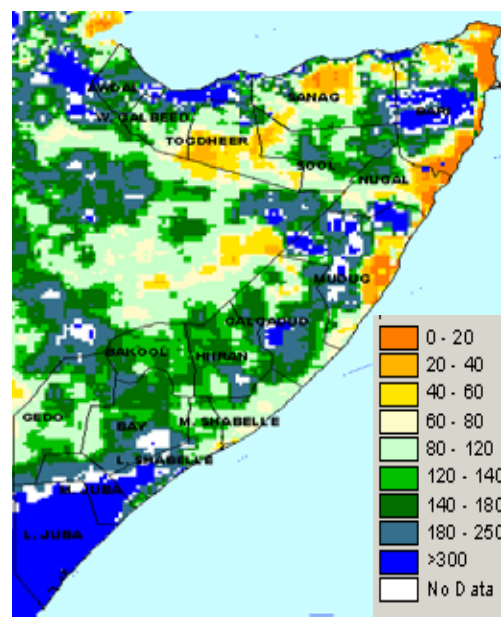 AWDAL
W. GALBEED
TOGDHEER
SANAG
BARI
SOOL
NUGAL
MUDUG
GALGADUD
BAKOOL
HIIRAN
GEDO
BAY
M. SHABELLE
L. SHABELLE
M. JUBA
L. JUBA
0 - 20
20 - 40
40 - 60
60 - 80
80 - 120
120 - 140
140 - 180
180 - 250
>300
No Data